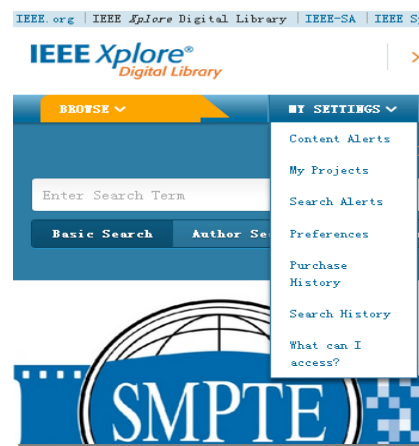 IEEE.org | IEEE Xplore Digital Library | IEEE-SA | IEEE
IEEE Xplore®
Digital Library
BROWSE MY SETTINGS
Content Alerts
My Projects
Search Alerts
Enter Search Term
Basic Search Author
Preferences
Purchase
History
Search History
What can I
access?
SMPTE